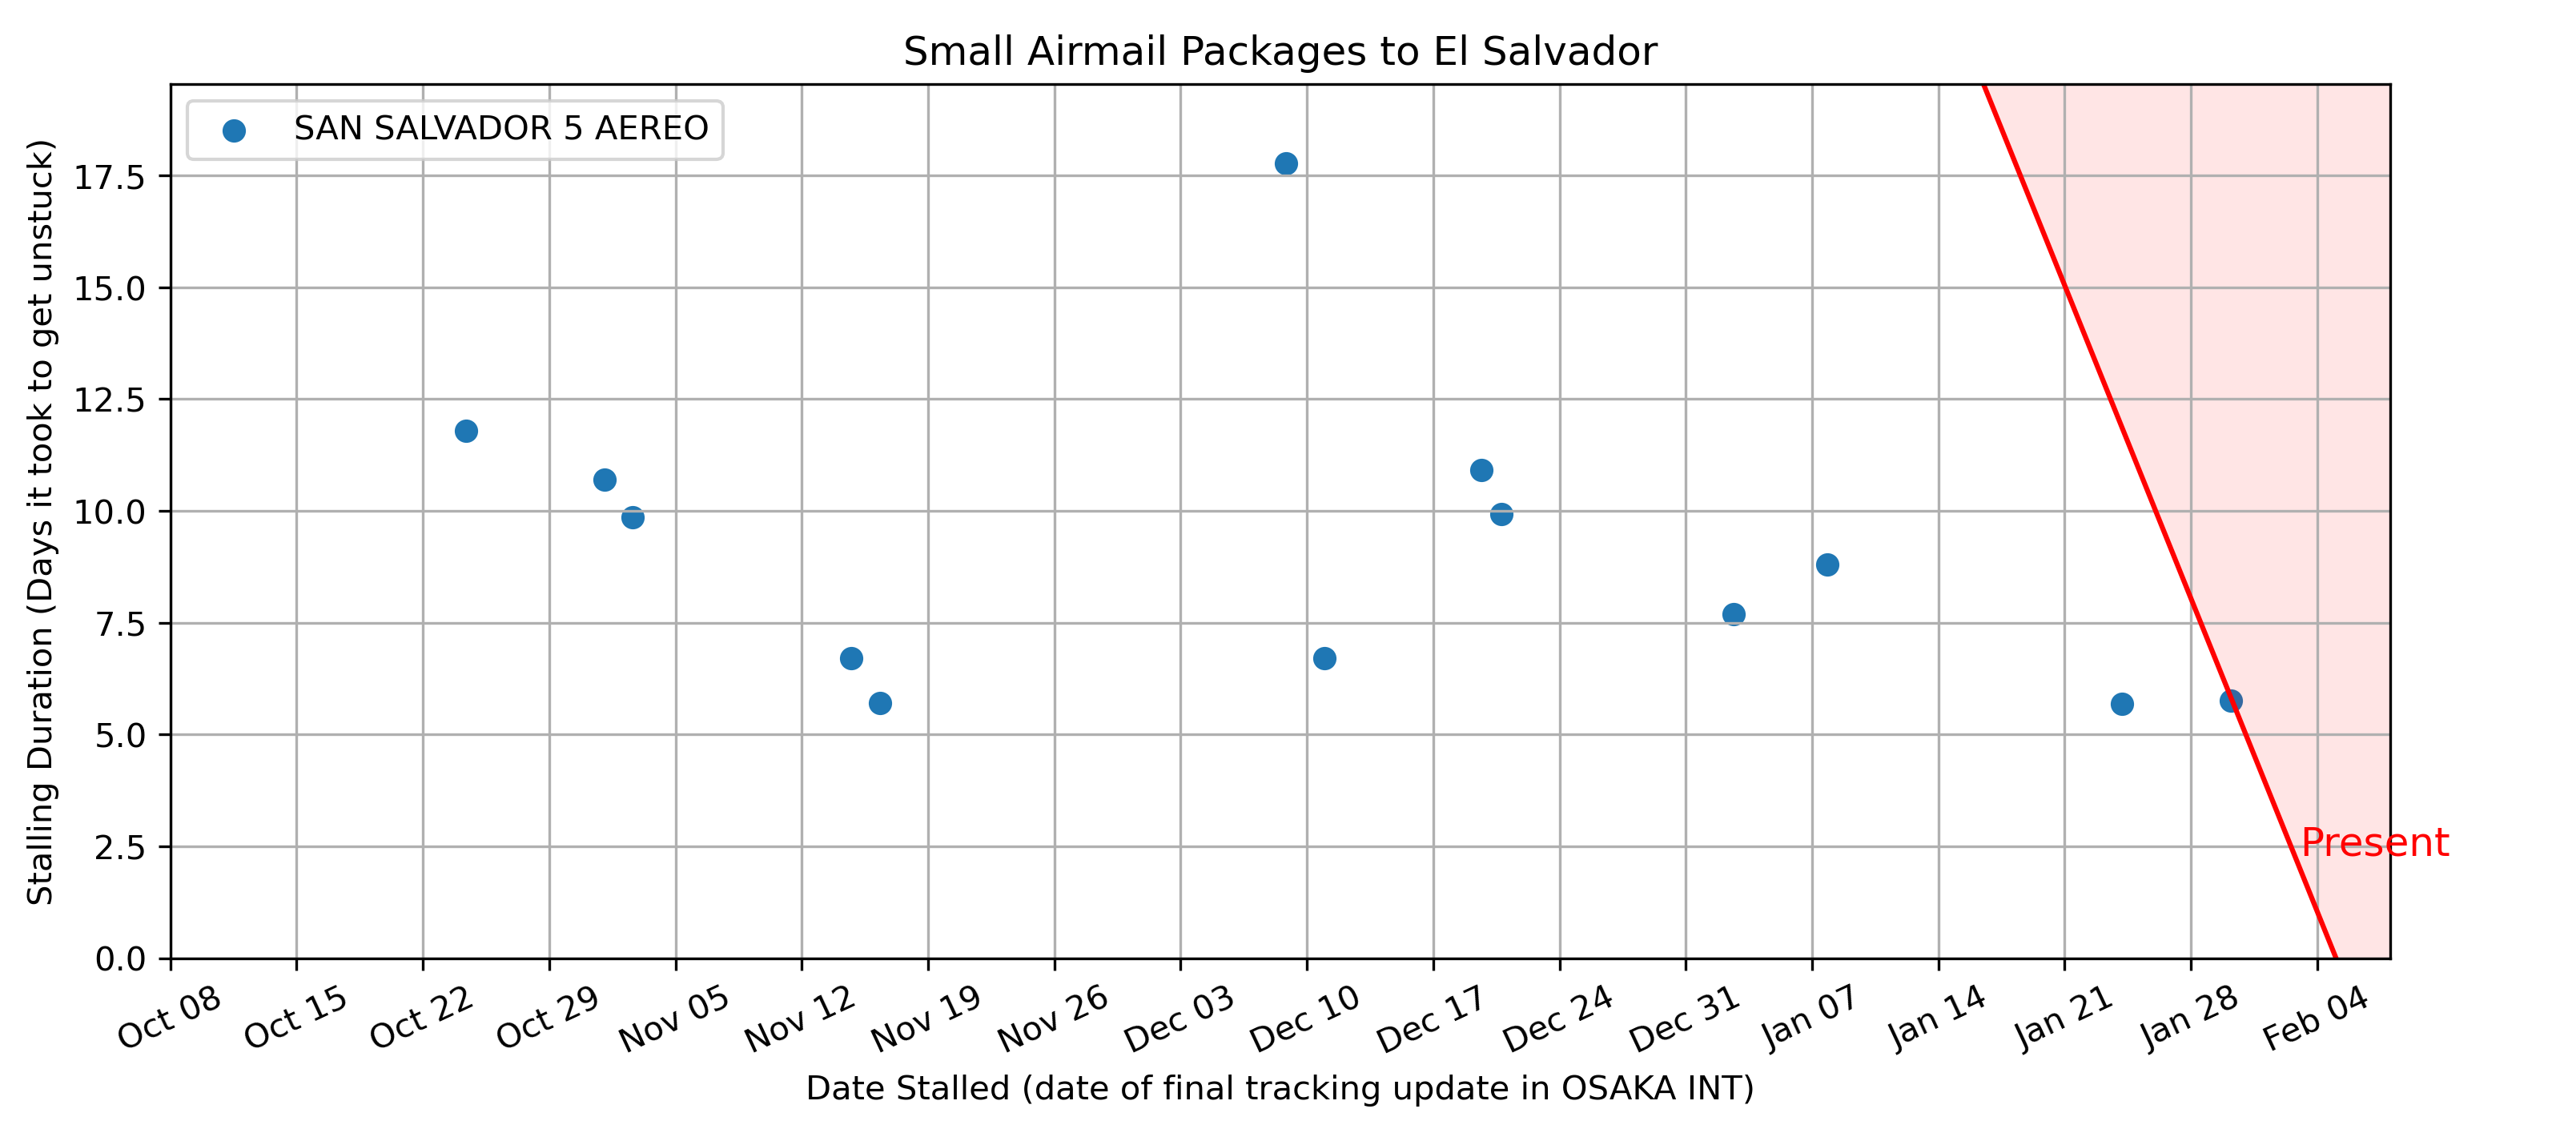 Small Airmail Packages to El Salvador
SAN SALVADOR 5 AEREO
Stalling Duration (Days it took to get unstuck)
17.5
15.0
12.5
10.0
7.5
5.0
2.5
0.0
Present
Oct 08 Oct 15 Oct 22 Oct 29 Nov 05 Nov 12 Nov 19 Nov 26 Dec 03 Dec 10 Dec 17 Dec 24 Dec 31 Jan 07 Jan 14 Jan 21 Jan 28 Feb 04
Date Stalled (date of final tracking update in OSAKA INT)